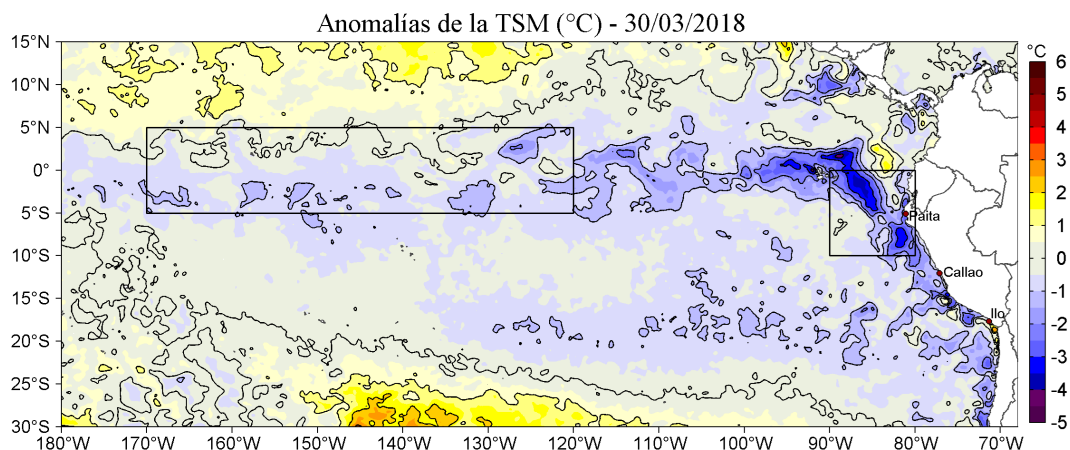 Anomalías de la TSM (°C) - 30/03/2018
15°N
10°N
5°N
0°
5°S
10°S
15°S
20°S
25°S
30°S
180°W
170°W
160°W
150°W
140°W
130°W
120°W
110°W
100°W
90°W
80°W
70°W
Paita
Callao
Ilo
°C
6
5
4
3
2
1
0
-1
-2
-3
-4
-5